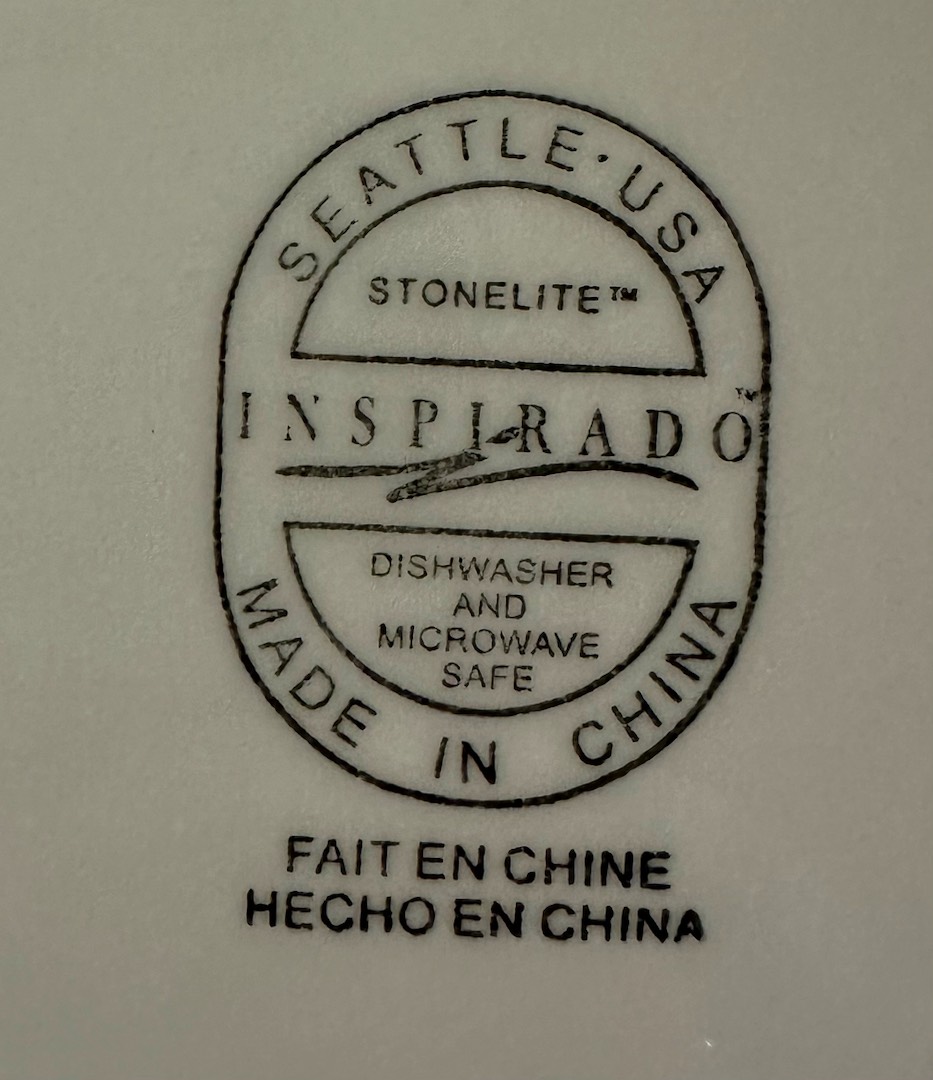 SEATTLE · USA
STONELITE™
INSPIRADO™
DISHWASHER
AND
MICROWAVE
SAFE
MADE IN CHINA
FAIT EN CHINE
HECHO EN CHINA